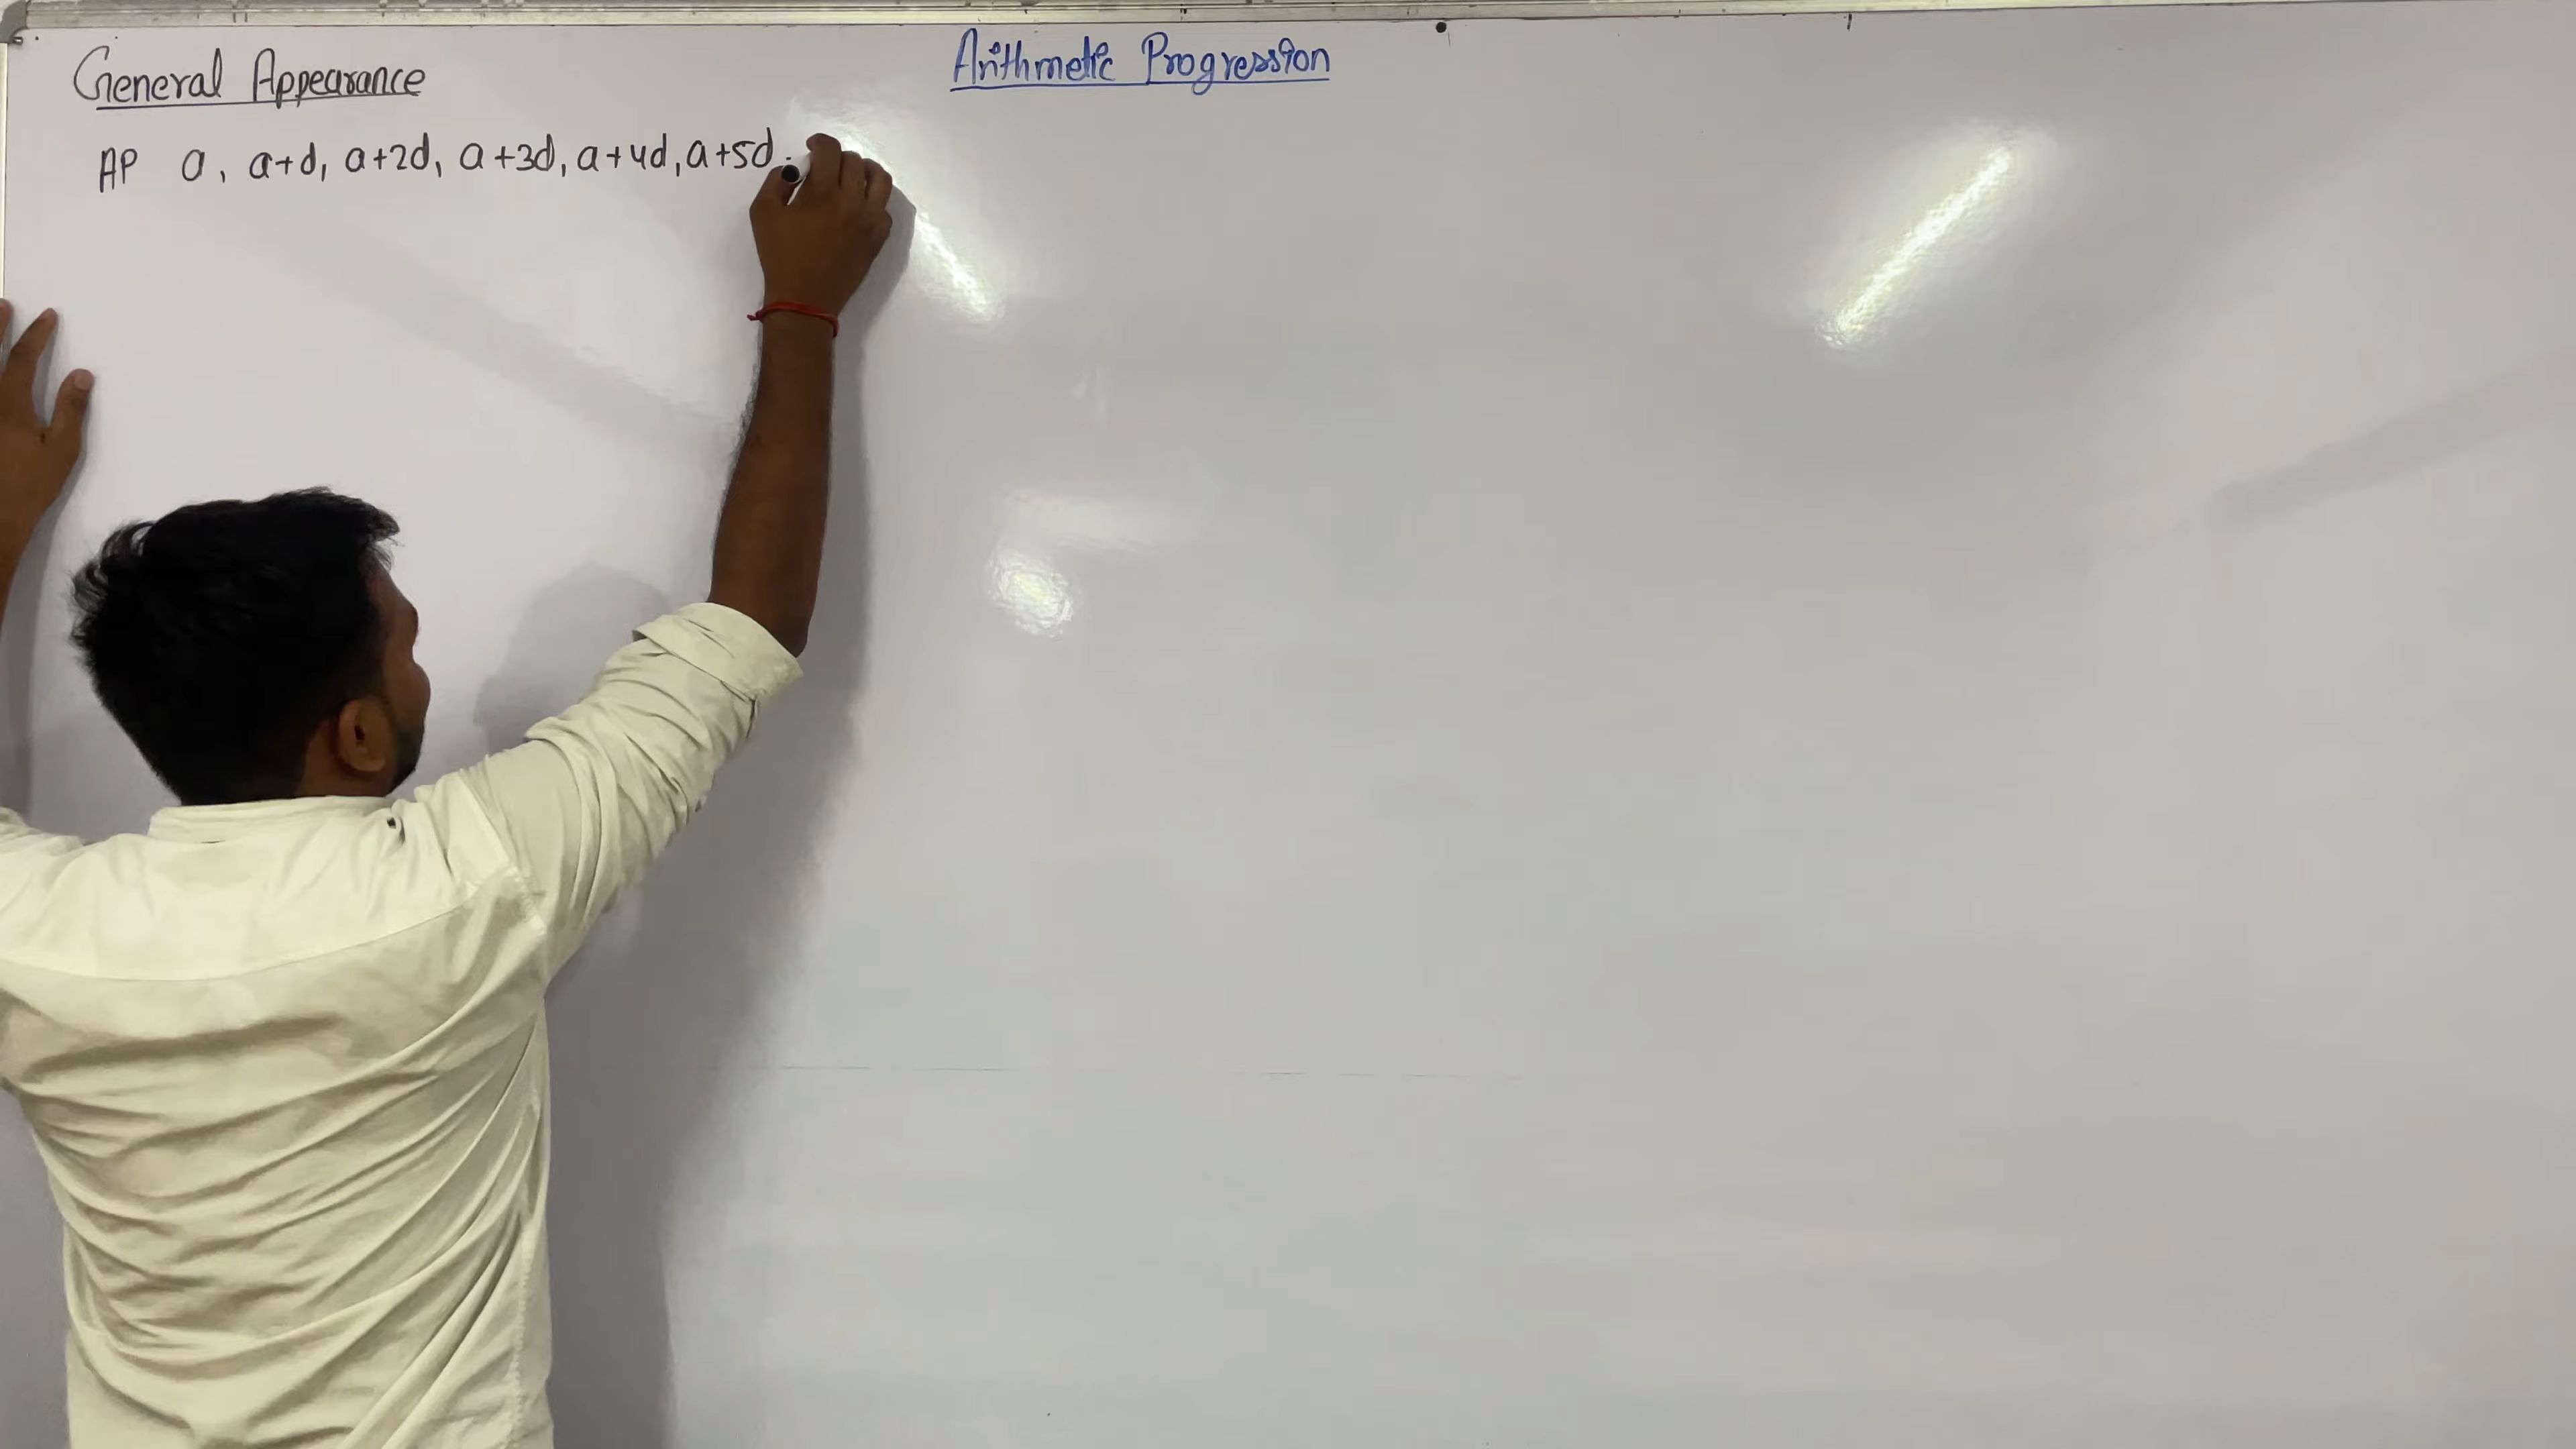 Arithmetic Progression
General Appearance
AP a, a+d, a+2d, a+3d, a+4d, a+5d.